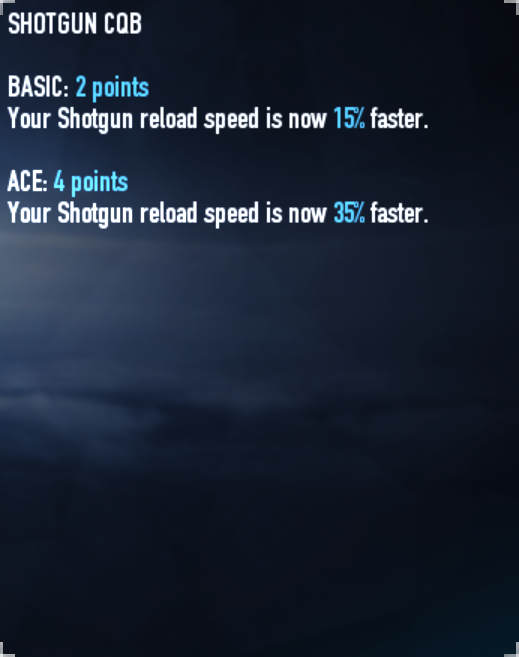 SHOTGUN CQB
BASIC: 2 points
Your Shotgun reload speed is now 15% faster.
ACE: 4 points
Your Shotgun reload speed is now 35% faster.